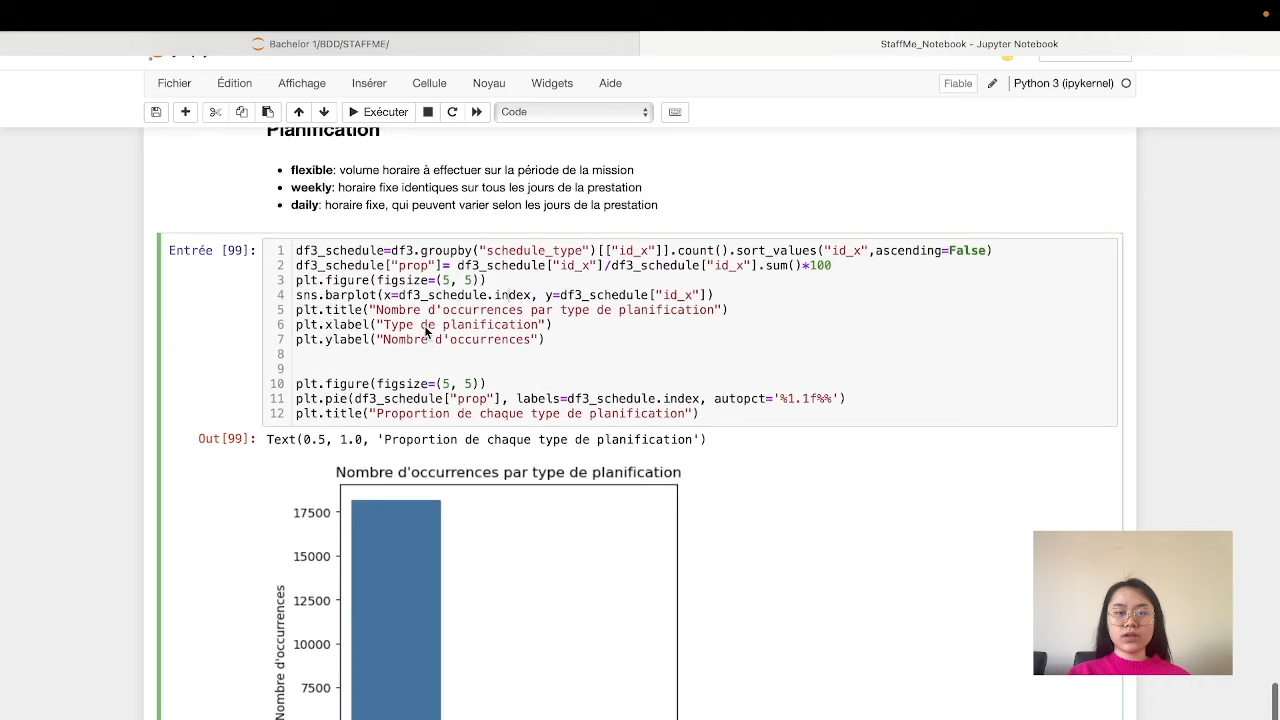 Bachelor 1/BDD/STAFFME/
StaffMe_Notebook - Jupyter Notebook
Fichier Édition Affichage Insérer Cellule Noyau Widgets Aide
Fiable Python 3 (ipykernel)
Exécuter Code
Planification
flexible: volume horaire à effectuer sur la période de la mission
weekly: horaire fixe identiques sur tous les jours de la prestation
daily: horaire fixe, qui peuvent varier selon les jours de la prestation
Entrée [99]:
1 df3_schedule=df3.groupby("schedule_type")[["id_x"]].count().sort_values("id_x",ascending=False)
2 df3_schedule["prop"]= df3_schedule["id_x"]/df3_schedule["id_x"].sum()*100
3 plt.figure(figsize=(5, 5))
4 sns.barplot(x=df3_schedule.index, y=df3_schedule["id_x"])
5 plt.title("Nombre d'occurrences par type de planification")
6 plt.xlabel("Type de planification")
7 plt.ylabel("Nombre d'occurrences")
8
9
10 plt.figure(figsize=(5, 5))
11 plt.pie(df3_schedule["prop"], labels=df3_schedule.index, autopct='%1.1f%%')
12 plt.title("Proportion de chaque type de planification")
Out[99]: Text(0.5, 1.0, 'Proportion de chaque type de planification')
Nombre d'occurrences par type de planification
17500
15000
12500
10000
7500
Nombre d'occurrences